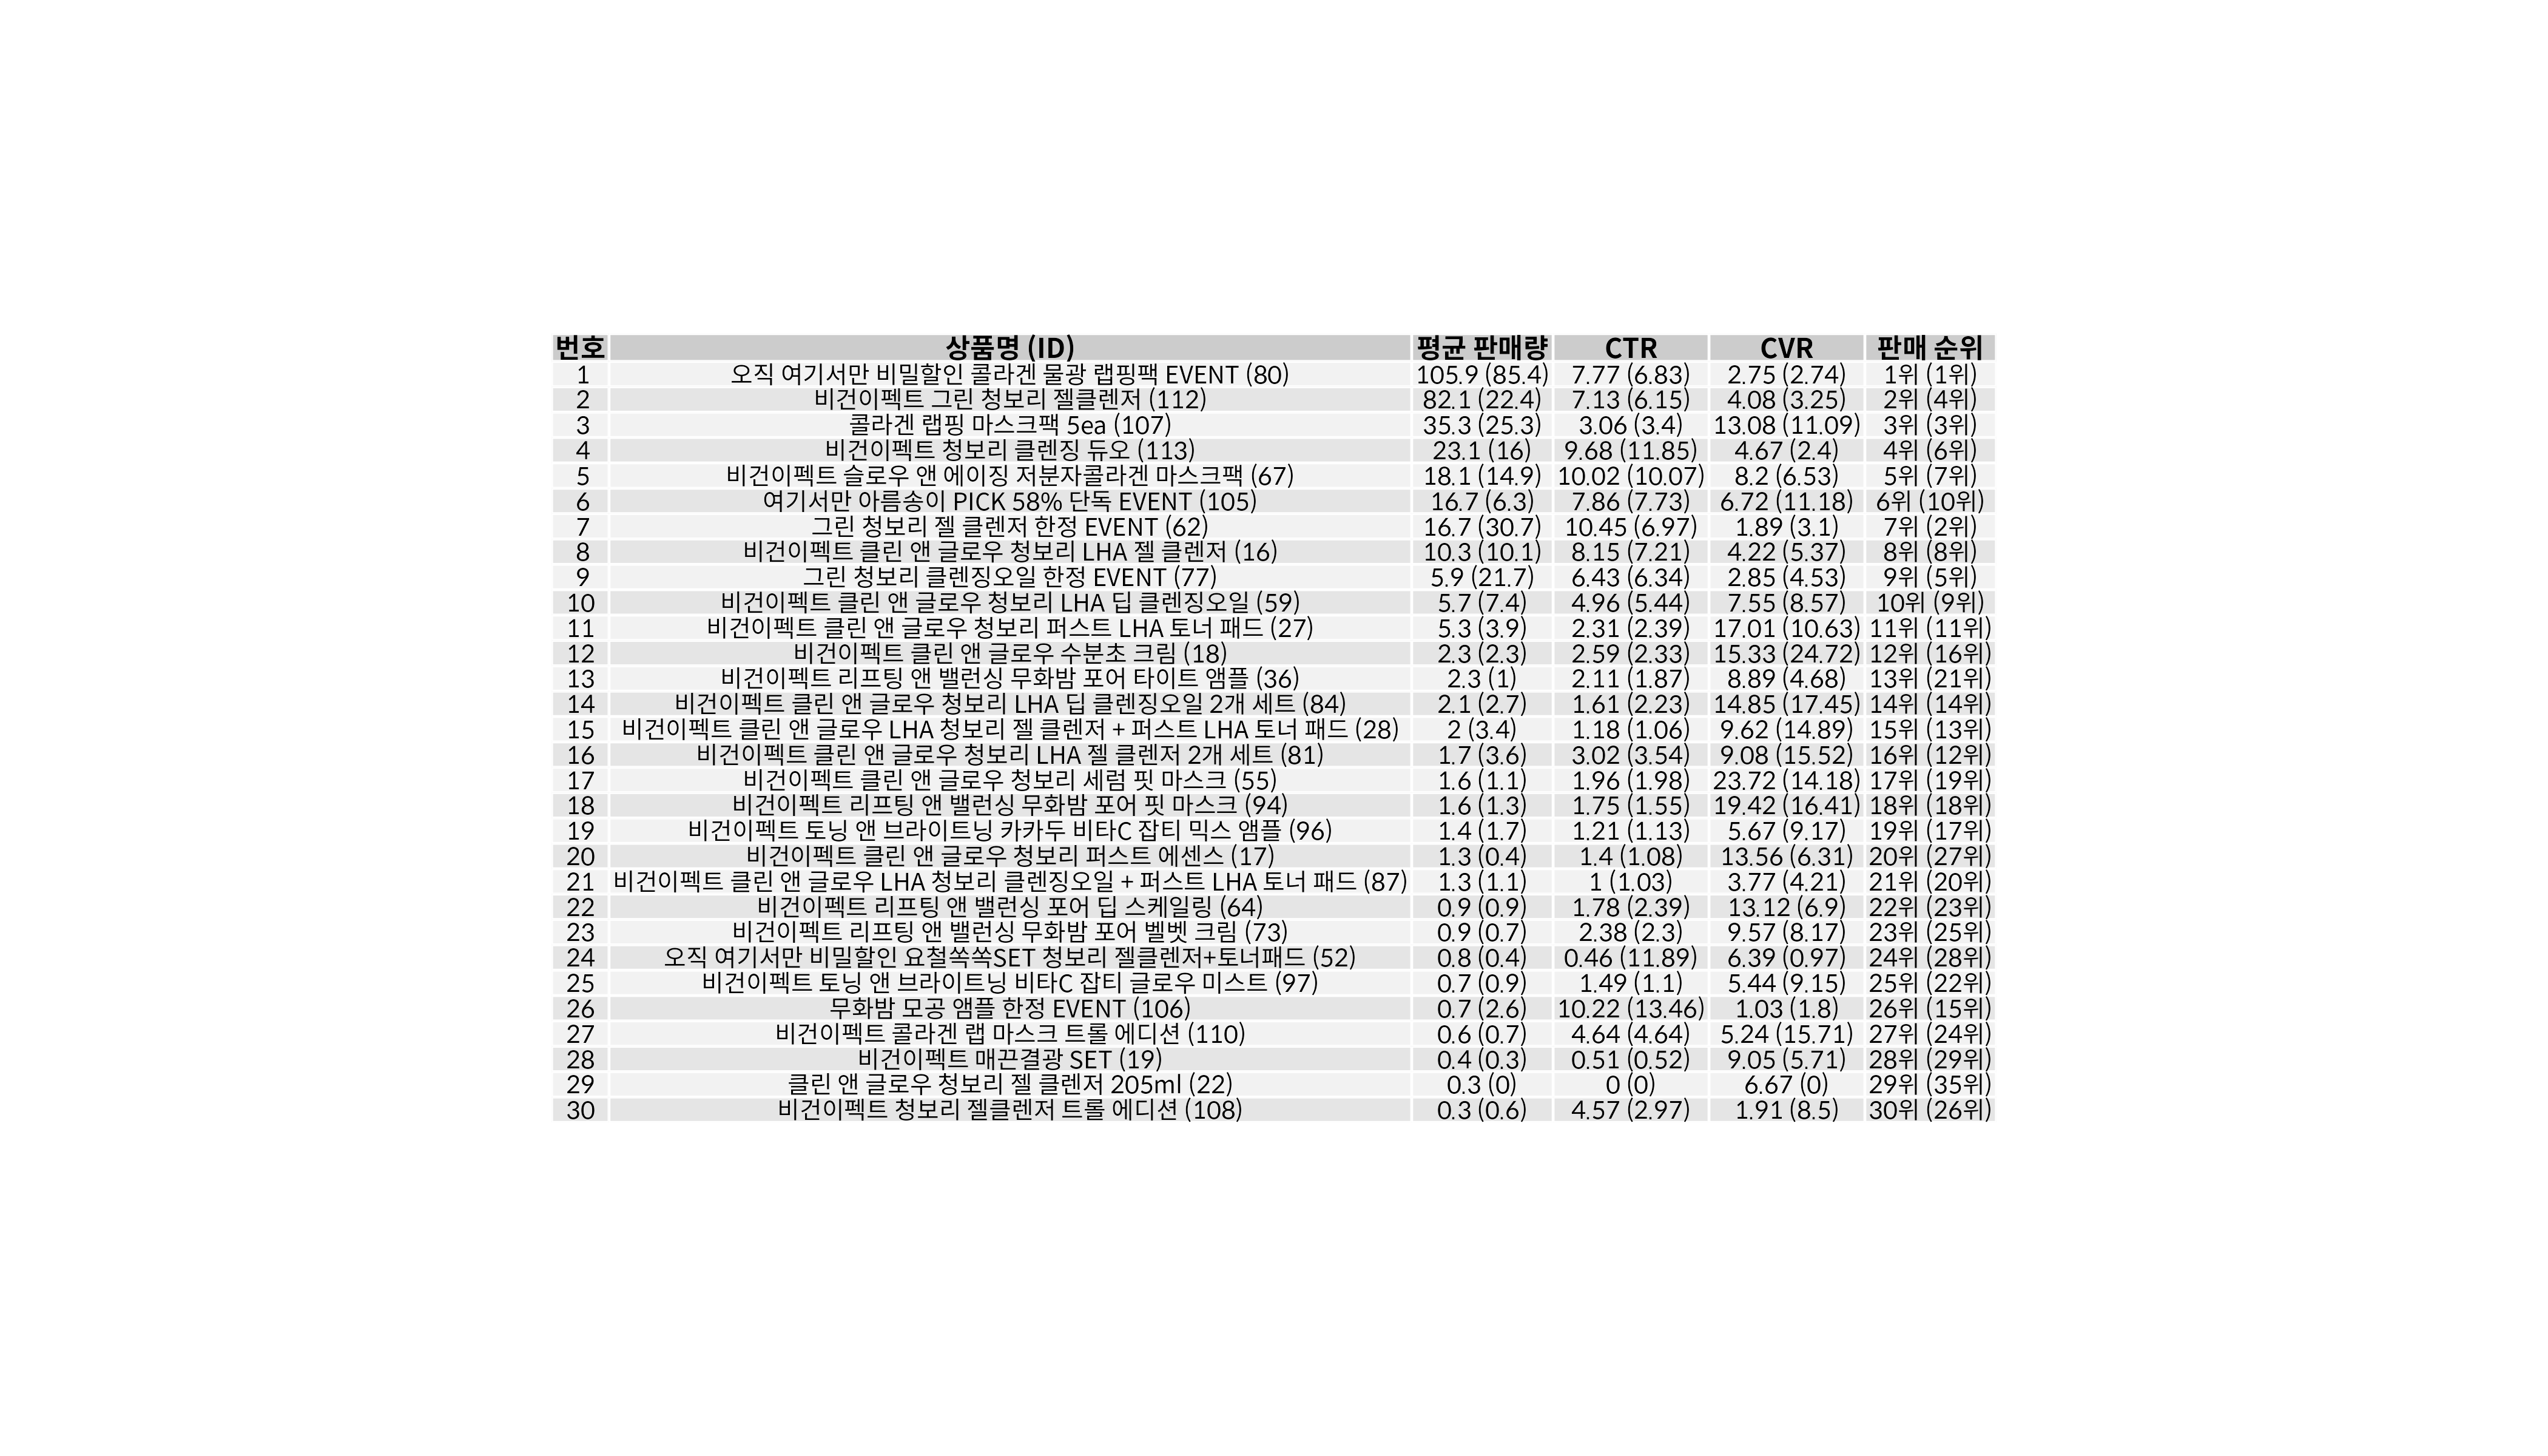 번호 상품명 (ID) 평균 판매량 CTR CVR 판매 순위
1 오직 여기서만 비밀할인 콜라겐 물광 랩핑팩 EVENT (80) 105.9 (85.4) 7.77 (6.83) 2.75 (2.74) 1위 (1위)
2 비건이펙트 그린 청보리 젤클렌저 (112) 82.1 (22.4) 7.13 (6.15) 4.08 (3.25) 2위 (4위)
3 콜라겐 랩핑 마스크팩 5ea (107) 35.3 (25.3) 3.06 (3.4) 13.08 (11.09) 3위 (3위)
4 비건이펙트 청보리 클렌징 듀오 (113) 23.1 (16) 9.68 (11.85) 4.67 (2.4) 4위 (6위)
5 비건이펙트 슬로우 앤 에이징 저분자콜라겐 마스크팩 (67) 18.1 (14.9) 10.02 (10.07) 8.2 (6.53) 5위 (7위)
6 여기서만 아름송이 PICK 58% 단독 EVENT (105) 16.7 (6.3) 7.86 (7.73) 6.72 (11.18) 6위 (10위)
7 그린 청보리 젤 클렌저 한정 EVENT (62) 16.7 (30.7) 10.45 (6.97) 1.89 (3.1) 7위 (2위)
8 비건이펙트 클린 앤 글로우 청보리 LHA 젤 클렌저 (16) 10.3 (10.1) 8.15 (7.21) 4.22 (5.37) 8위 (8위)
9 그린 청보리 클렌징오일 한정 EVENT (77) 5.9 (21.7) 6.43 (6.34) 2.85 (4.53) 9위 (5위)
10 비건이펙트 클린 앤 글로우 청보리 LHA 딥 클렌징오일 (59) 5.7 (7.4) 4.96 (5.44) 7.55 (8.57) 10위 (9위)
11 비건이펙트 클린 앤 글로우 청보리 퍼스트 LHA 토너 패드 (27) 5.3 (3.9) 2.31 (2.39) 17.01 (10.63) 11위 (11위)
12 비건이펙트 클린 앤 글로우 수분초 크림 (18) 2.3 (2.3) 2.59 (2.33) 15.33 (24.72) 12위 (16위)
13 비건이펙트 리프팅 앤 밸런싱 무화밤 포어 타이트 앰플 (36) 2.3 (1) 2.11 (1.87) 8.89 (4.68) 13위 (21위)
14 비건이펙트 클린 앤 글로우 청보리 LHA 딥 클렌징오일 2개 세트 (84) 2.1 (2.7) 1.61 (2.23) 14.85 (17.45) 14위 (14위)
15 비건이펙트 클린 앤 글로우 LHA 청보리 젤 클렌저 + 퍼스트 LHA 토너 패드 (28) 2 (3.4) 1.18 (1.06) 9.62 (14.89) 15위 (13위)
16 비건이펙트 클린 앤 글로우 청보리 LHA 젤 클렌저 2개 세트 (81) 1.7 (3.6) 3.02 (3.54) 9.08 (15.52) 16위 (12위)
17 비건이펙트 클린 앤 글로우 청보리 세럼 핏 마스크 (55) 1.6 (1.1) 1.96 (1.98) 23.72 (14.18) 17위 (19위)
18 비건이펙트 리프팅 앤 밸런싱 무화밤 포어 핏 마스크 (94) 1.6 (1.3) 1.75 (1.55) 19.42 (16.41) 18위 (18위)
19 비건이펙트 토닝 앤 브라이트닝 카카두 비타C 잡티 믹스 앰플 (96) 1.4 (1.7) 1.21 (1.13) 5.67 (9.17) 19위 (17위)
20 비건이펙트 클린 앤 글로우 청보리 퍼스트 에센스 (17) 1.3 (0.4) 1.4 (1.08) 13.56 (6.31) 20위 (27위)
21 비건이펙트 클린 앤 글로우 LHA 청보리 클렌징오일 + 퍼스트 LHA 토너 패드 (87) 1.3 (1.1) 1 (1.03) 3.77 (4.21) 21위 (20위)
22 비건이펙트 리프팅 앤 밸런싱 포어 딥 스케일링 (64) 0.9 (0.9) 1.78 (2.39) 13.12 (6.9) 22위 (23위)
23 비건이펙트 리프팅 앤 밸런싱 무화밤 포어 벨벳 크림 (73) 0.9 (0.7) 2.38 (2.3) 9.57 (8.17) 23위 (25위)
24 오직 여기서만 비밀할인 요철쏙쏙SET 청보리 젤클렌저+토너패드 (52) 0.8 (0.4) 0.46 (11.89) 6.39 (0.97) 24위 (28위)
25 비건이펙트 토닝 앤 브라이트닝 비타C 잡티 글로우 미스트 (97) 0.7 (0.9) 1.49 (1.1) 5.44 (9.15) 25위 (22위)
26 무화밤 모공 앰플 한정 EVENT (106) 0.7 (2.6) 10.22 (13.46) 1.03 (1.8) 26위 (15위)
27 비건이펙트 콜라겐 랩 마스크 트롤 에디션 (110) 0.6 (0.7) 4.64 (4.64) 5.24 (15.71) 27위 (24위)
28 비건이펙트 매끈결광 SET (19) 0.4 (0.3) 0.51 (0.52) 9.05 (5.71) 28위 (29위)
29 클린 앤 글로우 청보리 젤 클렌저 205ml (22) 0.3 (0) 0 (0) 6.67 (0) 29위 (35위)
30 비건이펙트 청보리 젤클렌저 트롤 에디션 (108) 0.3 (0.6) 4.57 (2.97) 1.91 (8.5) 30위 (26위)